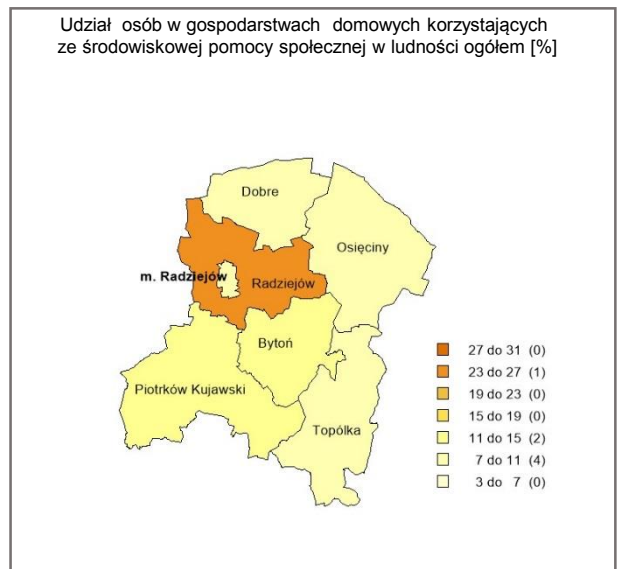 Udział osób w gospodarstwach domowych korzystających
ze środowiskowej pomocy społecznej w ludności ogółem [%]
Dobre
Osięciny
m. Radziejów
Radziejów
Bytoń
Piotrków Kujawski
Topólka
27 do 31 (0)
23 do 27 (1)
19 do 23 (0)
15 do 19 (0)
11 do 15 (2)
7 do 11 (4)
3 do 7 (0)